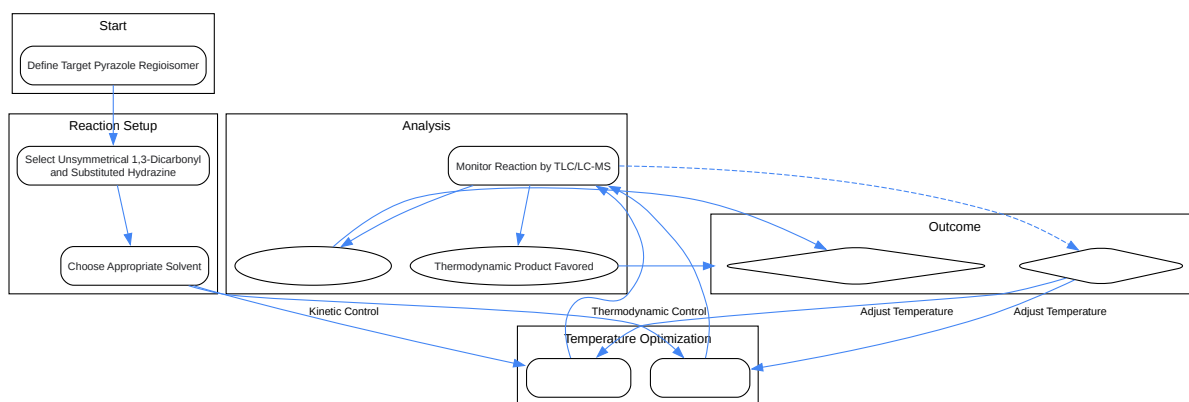 Start
Define Target Pyrazole Regioisomer
Reaction Setup
Select Unsymmetrical 1,3-Dicarbonyl
and Substituted Hydrazine
Choose Appropriate Solvent
Analysis
Monitor Reaction by TLC/LC-MS
Thermodynamic Product Favored
Outcome
Kinetic Control
Thermodynamic Control
Adjust Temperature
Adjust Temperature
Temperature Optimization